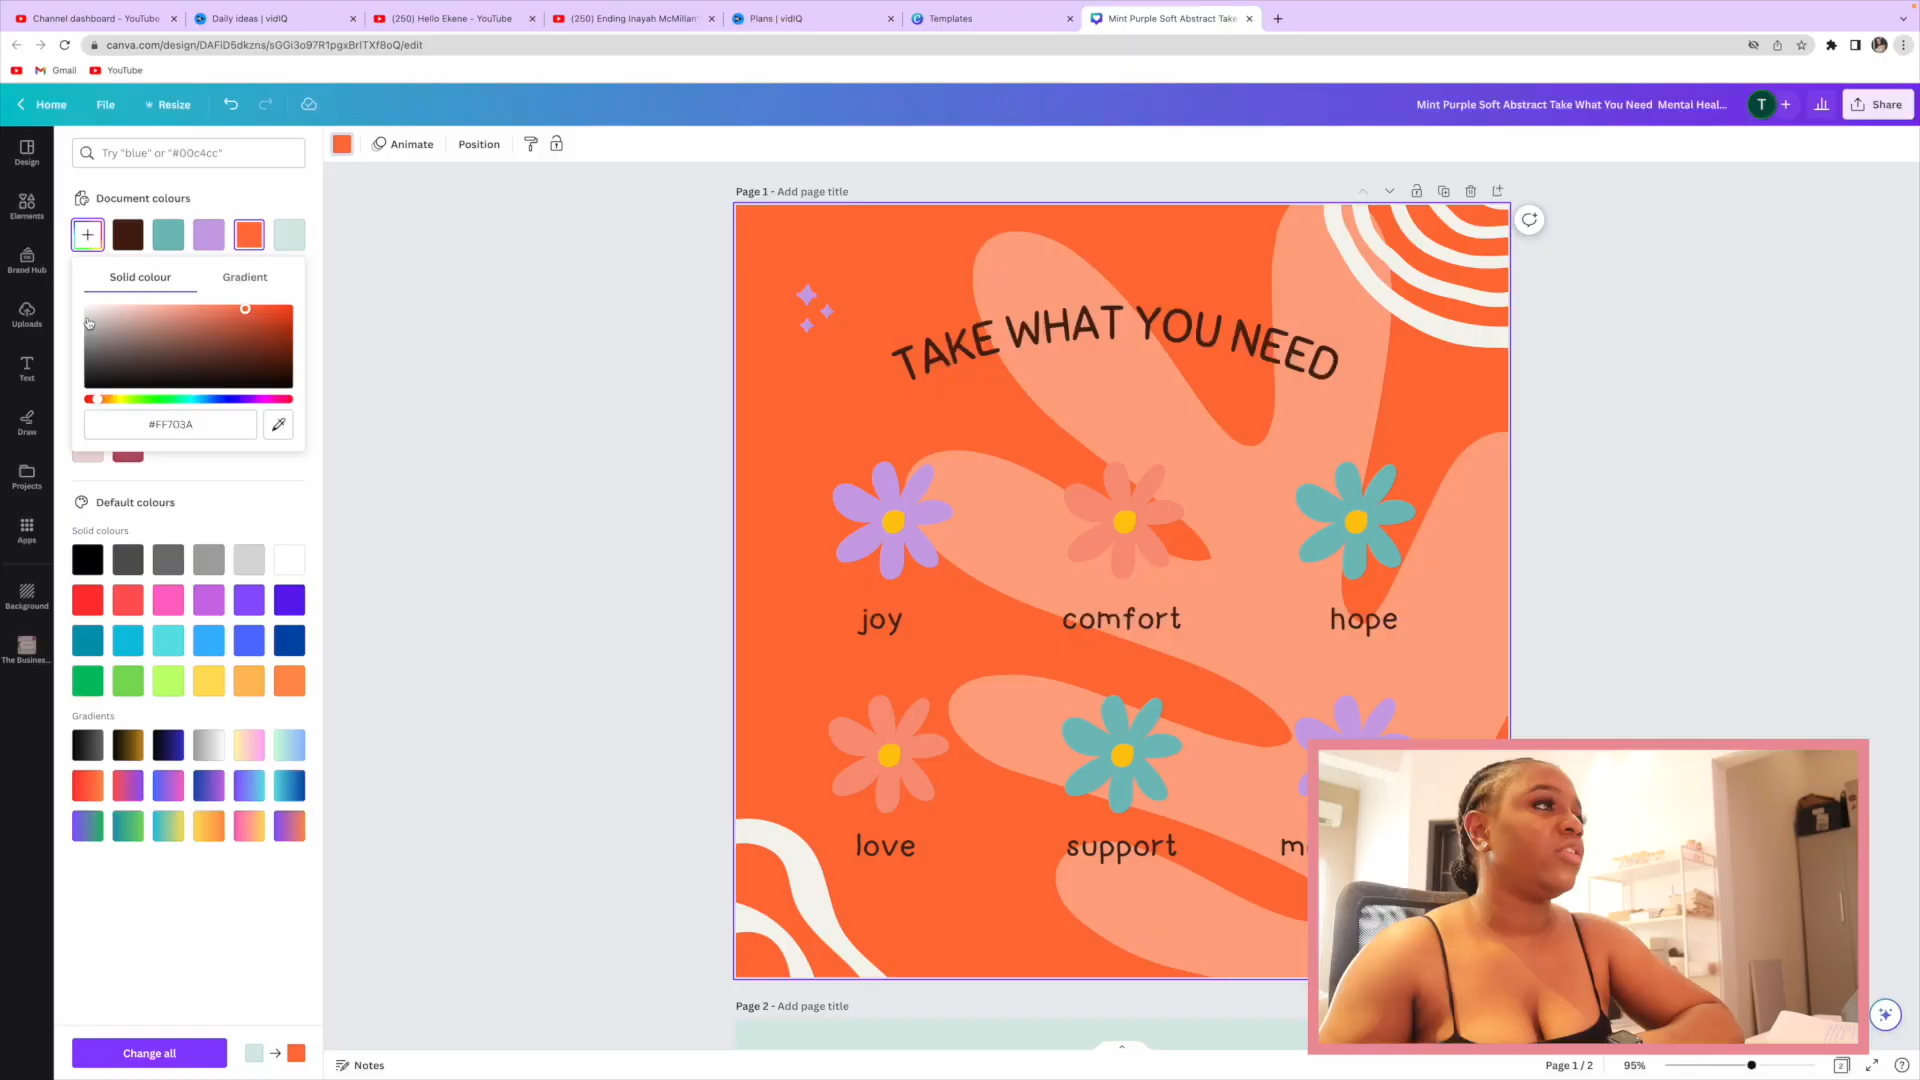 Channel dashboard - YouTube
Daily ideas | vidIQ
(250) Hello Ekene - YouTube
(250) Ending Inayah McMillan'
Plans | vidIQ
Templates
Mint Purple Soft Abstract Take
canva.com/design/DAFiD5dkzns/sGGi3o97R1pgxBrITXf8oQ/edit
Gmail
YouTube
Home
File
Resize
Mint Purple Soft Abstract Take What You Need Mental Heal...
T
Share
Design
Elements
Brand Hub
Uploads
Text
Draw
Projects
Apps
Background
The Busines...
Try "blue" or "#00c4cc"
Document colours
Solid colour
Gradient
#FF703A
Default colours
Solid colours
Gradients
Change all
Animate
Position
Page 1 - Add page title
TAKE WHAT YOU NEED
joy
comfort
hope
love
support
m
Page 2 - Add page title
Notes
Page 1 / 2
95%
2